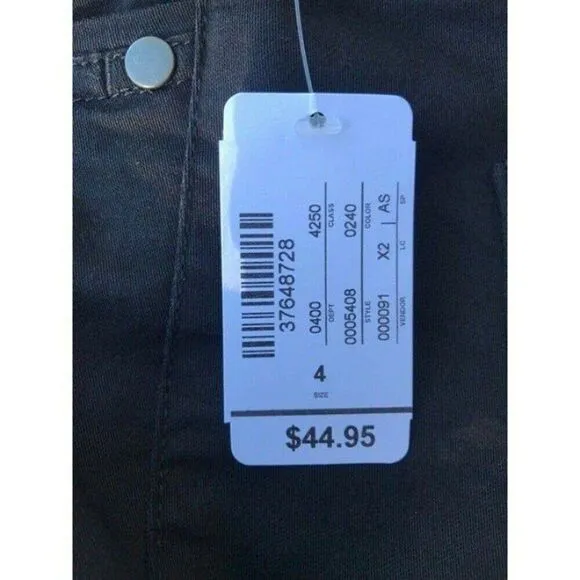 37648728
0400 4250
DEPT CLASS
0005408 0240
STYLE COLOR
000091 X2 | AS
VENDOR LC SP
4
SIZE
$44.95